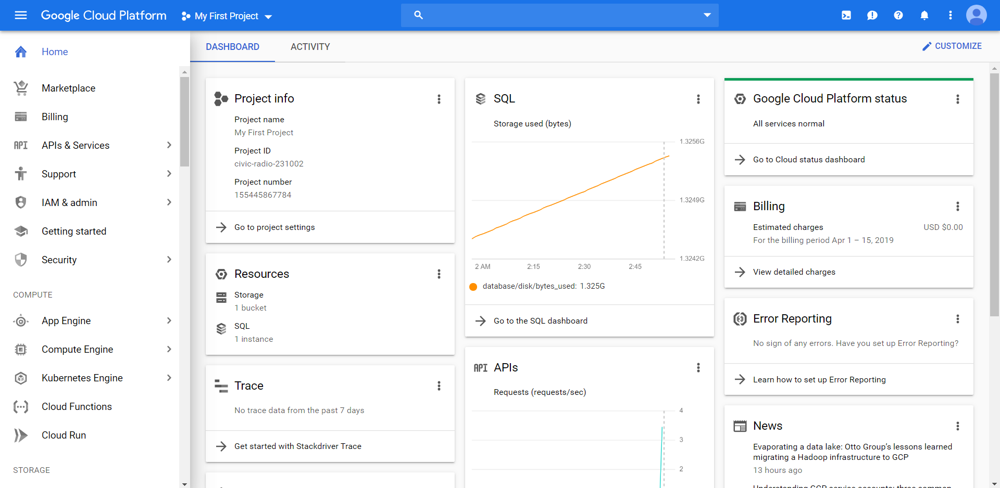 Google Cloud Platform
My First Project
Home
Marketplace
Billing
API
APIs & Services
Support
IAM & admin
Getting started
Security
COMPUTE
App Engine
Compute Engine
Kubernetes Engine
Cloud Functions
Cloud Run
STORAGE
DASHBOARD
ACTIVITY
CUSTOMIZE
Project info
Project name
My First Project
Project ID
civic-radio-231002
Project number
155445867784
Go to project settings
Resources
Storage
1 bucket
SQL
1 instance
Trace
No trace data from the past 7 days
Get started with Stackdriver Trace
SQL
Storage used (bytes)
1.3256G
1.3249G
1.3242G
2 AM 2:15 2:30 2:45
database/disk/bytes_used: 1.325G
Go to the SQL dashboard
API
APIs
Requests (requests/sec)
4
3
2
Google Cloud Platform status
All services normal
Go to Cloud status dashboard
Billing
Estimated charges USD $0.00
For the billing period Apr 1 – 15, 2019
View detailed charges
Error Reporting
No sign of any errors. Have you set up Error Reporting?
Learn how to set up Error Reporting
News
Evaporating a data lake: Otto Group’s lessons learned
migrating a Hadoop infrastructure to GCP
13 hours ago
Understanding GCP service accounts: three common